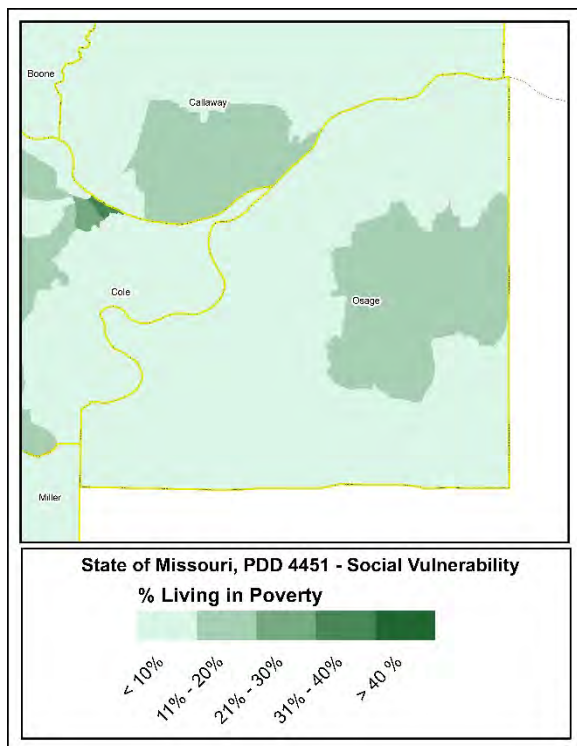 Boone
Callaway
Cole
Osage
Miller
State of Missouri, PDD 4451 - Social Vulnerability
% Living in Poverty
< 10%
11% - 20%
21% - 30%
31% - 40%
> 40 %